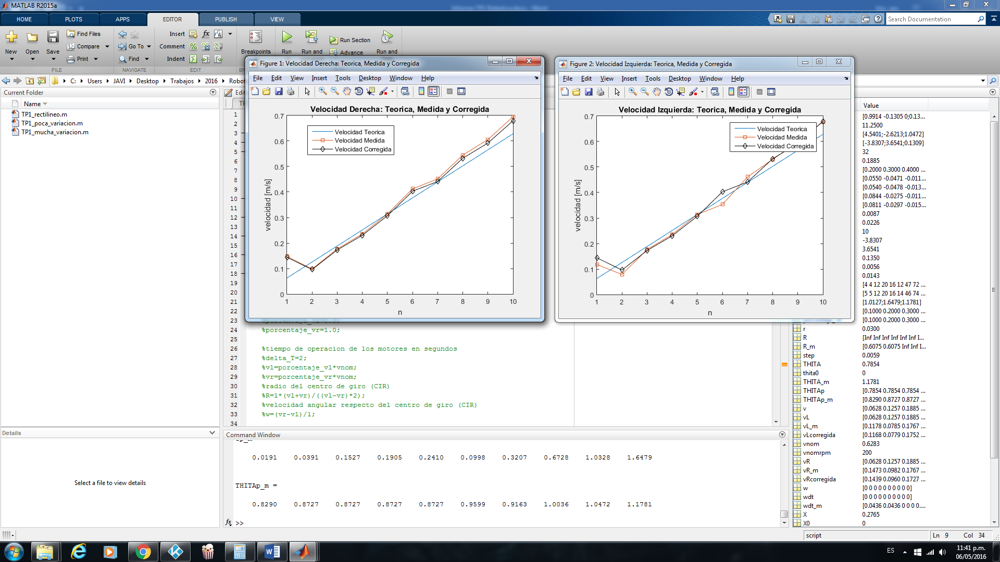 MATLAB R2015a
HOME PLOTS APPS EDITOR PUBLISH VIEW
Search Documentation
New Open Save
Find Files
Compare
Print
Go To
Find
Insert
Comment
Indent
fx
Breakpoints
Run Run and
Run Section
Advance
Run and
FILE NAVIGATE EDIT
C: Users JAVI Desktop Trabajos 2016 Robot
Current Folder
Name
TP1_rectilineo.m
TP1_poca_variacion.m
TP1_mucha_variacion.m
Details
Select a file to view details
Figure 1: Velocidad Derecha: Teorica, Medida y Corregida
File Edit View Insert Tools Desktop Window Help
Velocidad Derecha: Teorica, Medida y Corregida
Velocidad Teorica
Velocidad Medida
Velocidad Corregida
velocidad [m/s]
0.7
0.6
0.5
0.4
0.3
0.2
0.1
0
1 2 3 4 5 6 7 8 9 10
n
Figure 2: Velocidad Izquierda: Teorica, Medida y Corregida
File Edit View Insert Tools Desktop Window Help
Velocidad Izquierda: Teorica, Medida y Corregida
Velocidad Teorica
Velocidad Medida
Velocidad Corregida
velocidad [m/s]
0.7
0.6
0.5
0.4
0.3
0.2
0.1
0
1 2 3 4 5 6 7 8 9 10
n
1
2
3
4
5
6
7
8
9
10
11
12
13
14
15
16
17
18
19
20
21
22
23
24 %porcentaje_vr=1.0;
25
26 %tiempo de operacion de los motores en segundos
27 %delta_T=2;
28 %vl=porcentaje_vl*vnom;
29 %vr=porcentaje_vr*vnom;
30 %radio del centro de giro (CIR)
31 %R=l*(vl+vr)/((vl-vr)*2);
32 %velocidad angular respecto del centro de giro (CIR)
33 %w=(vr-vl)/l;
34
Command Window
0.0191 0.0391 0.1527 0.1905 0.2410 0.0998 0.3207 0.6728 1.0328 1.6479
THITAp_m =
0.8290 0.8727 0.8727 0.8727 0.8727 0.9599 0.9163 1.0036 1.0472 1.1781
fx >>
Value
[0.9914 -0.1305 0;0.13...
11.2500
[4.5401;-2.6213;1.0472]
[-3.8307;3.6541;0.1309]
32
0.1885
[0.2000 0.3000 0.4000 ...
[0.0550 -0.0471 -0.011...
[0.0540 -0.0478 -0.013...
[0.0844 -0.0275 -0.011...
[0.0811 -0.0297 -0.015...
0.0087
0.0226
10
-3.8307
3.6541
0.1350
0.0056
0.0143
[4 4 12 20 16 12 47 72 ...
[5 5 12 20 16 14 46 74 ...
[1.0127;1.6479;1.1781]
[0.1000 0.2000 0.3000 ...
[0.1000 0.2000 0.3000 ...
r 0.0300
R [Inf Inf Inf Inf Inf Inf I...
R_m [0.6075 0.6075 Inf Inf I...
step 0.0059
THITA 0.7854
thita0 0
THITA_m 1.1781
THITAp [0.7854 0.7854 0.7854 ...
THITAp_m [0.8290 0.8727 0.8727 ...
v [0.0628 0.1257 0.1885 ...
vL [0.0628 0.1257 0.1885 ...
vL_m [0.1178 0.0785 0.1767 ...
vLcorregida [0.1168 0.0779 0.1752 ...
vnom 0.6283
vnomrpm 200
vR [0.0628 0.1257 0.1885 ...
vR_m [0.1473 0.0982 0.1767 ...
vRcorregida [0.1439 0.0960 0.1727 ...
w [0 0 0 0 0 0 0 0 0 0]
wdt [0 0 0 0 0 0 0 0 0 0]
wdt_m [0.0436 0.0436 0 0 0 0....
X 0.2765
X0 0
script Ln 9 Col 34
ES
11:41 p.m.
06/05/2016